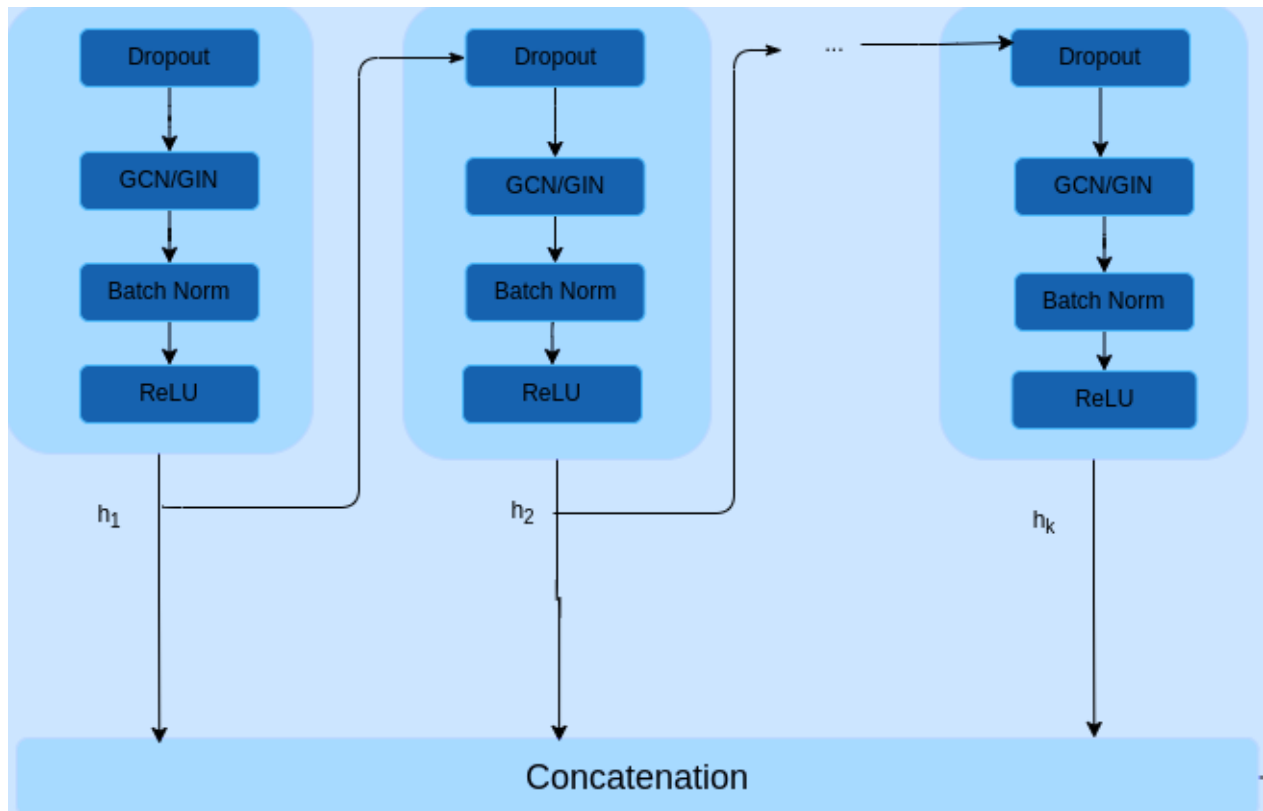 Dropout
GCN/GIN
Batch Norm
ReLU
h1
Dropout
GCN/GIN
Batch Norm
ReLU
h2
...
Dropout
GCN/GIN
Batch Norm
ReLU
hk
Concatenation